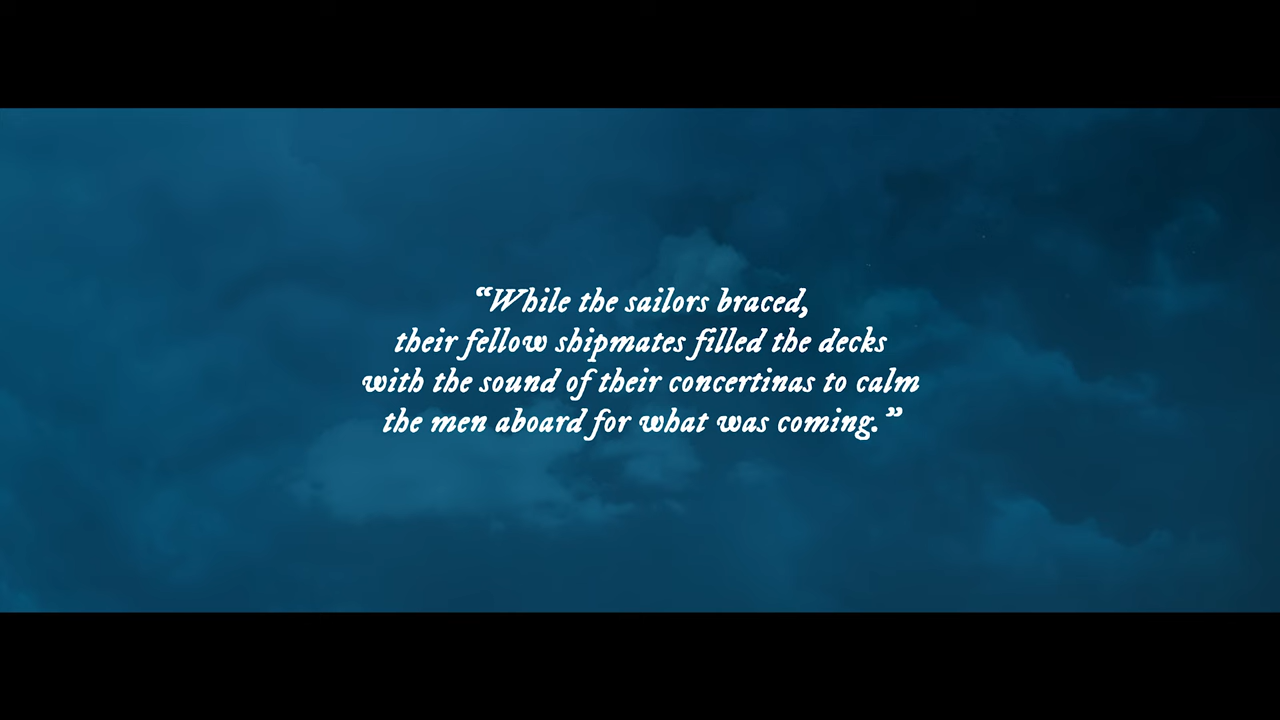 “While the sailors braced,
their fellow shipmates filled the decks
with the sound of their concertinas to calm
the men aboard for what was coming.”